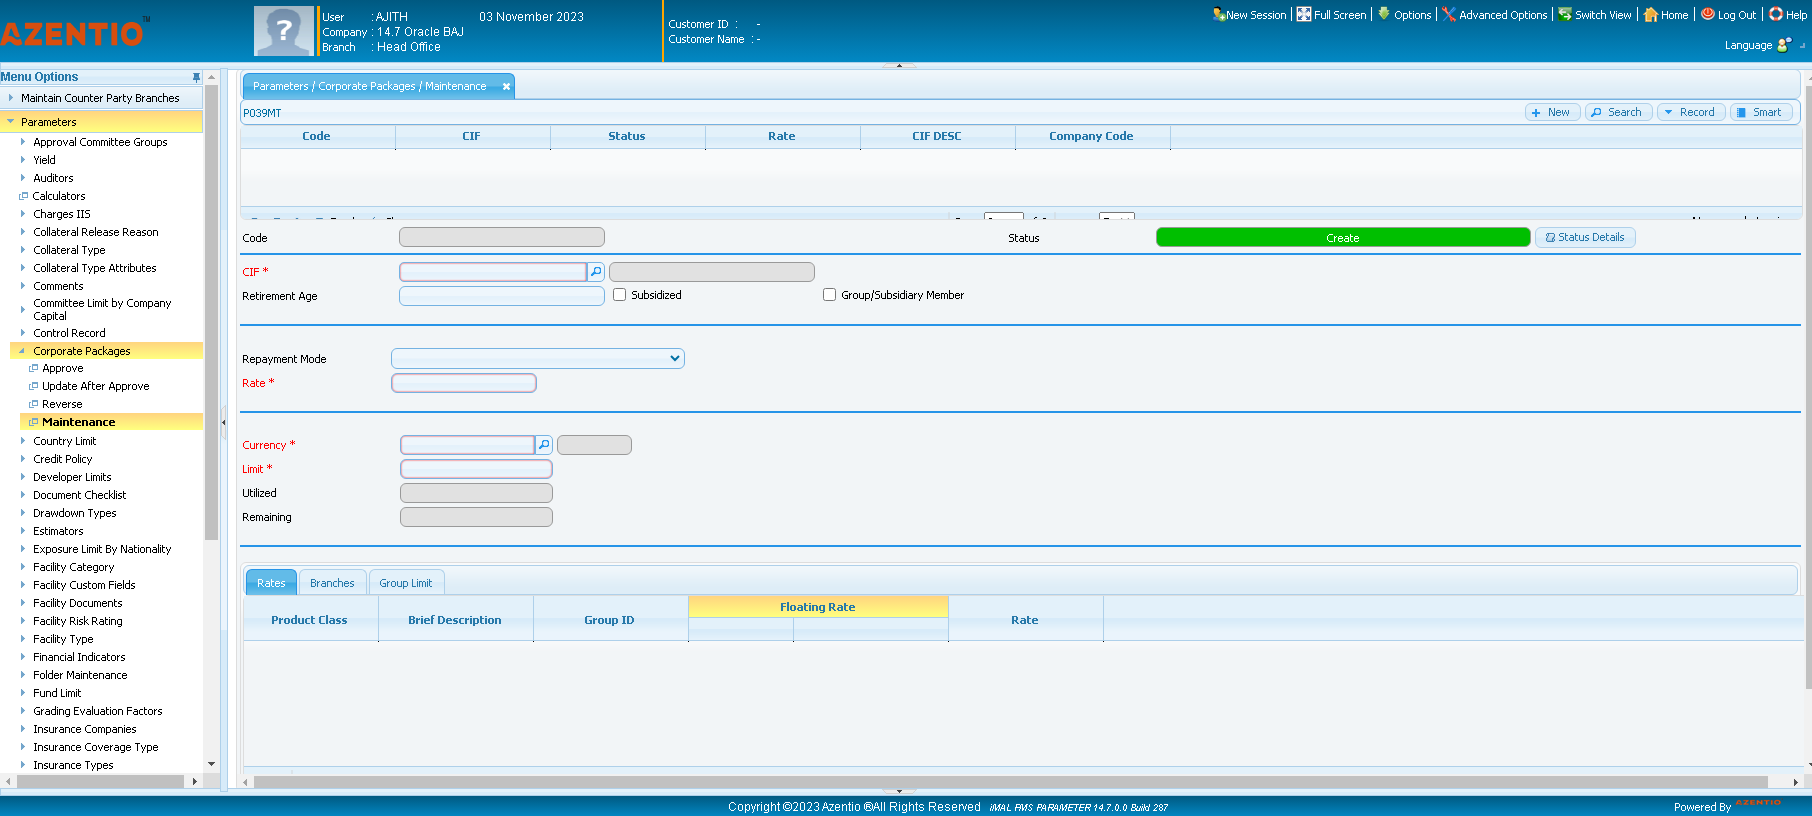 AZENTIO TM
User : AJITH 03 November 2023
Company : 14.7 Oracle BAJ
Branch : Head Office
Customer ID : -
Customer Name : -
New Session Full Screen Options Advanced Options Switch View Home Log Out Help
Language
Menu Options
Maintain Counter Party Branches
Parameters
Approval Committee Groups
Yield
Auditors
Calculators
Charges IIS
Collateral Release Reason
Collateral Type
Collateral Type Attributes
Comments
Committee Limit by Company
Capital
Control Record
Corporate Packages
Approve
Update After Approve
Reverse
Maintenance
Country Limit
Credit Policy
Developer Limits
Document Checklist
Drawdown Types
Estimators
Exposure Limit By Nationality
Facility Category
Facility Custom Fields
Facility Documents
Facility Risk Rating
Facility Type
Financial Indicators
Folder Maintenance
Fund Limit
Grading Evaluation Factors
Insurance Companies
Insurance Coverage Type
Insurance Types
Parameters / Corporate Packages / Maintenance
P039MT
New Search Record Smart
Code CIF Status Rate CIF DESC Company Code
Code Status Create Status Details
CIF *
Retirement Age Subsidized Group/Subsidiary Member
Repayment Mode
Rate *
Currency *
Limit *
Utilized
Remaining
Rates Branches Group Limit
Product Class Brief Description Group ID Floating Rate Rate
Copyright ©2023 Azentio ®All Rights Reserved iMAL FMS PARAMETER 14.7.0.0 Build 287
Powered By AZENTIO